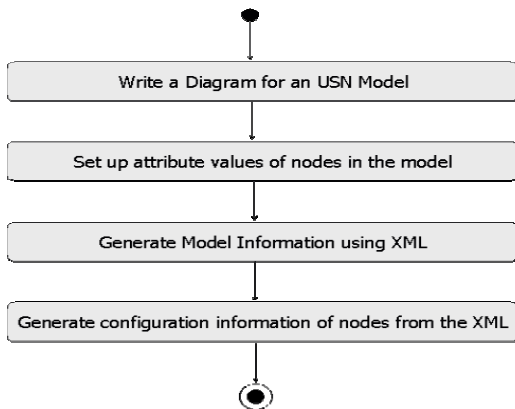 Write a Diagram for an USN Model
Set up attribute values of nodes in the model
Generate Model Information using XML
Generate configuration information of nodes from the XML